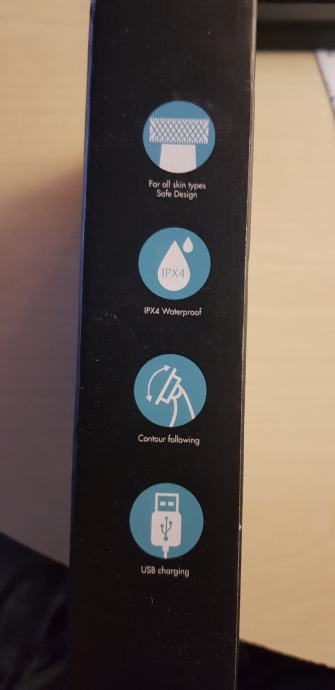 For all skin types
Safe Design
IPX4
IPX4 Waterproof
Contour following
USB charging